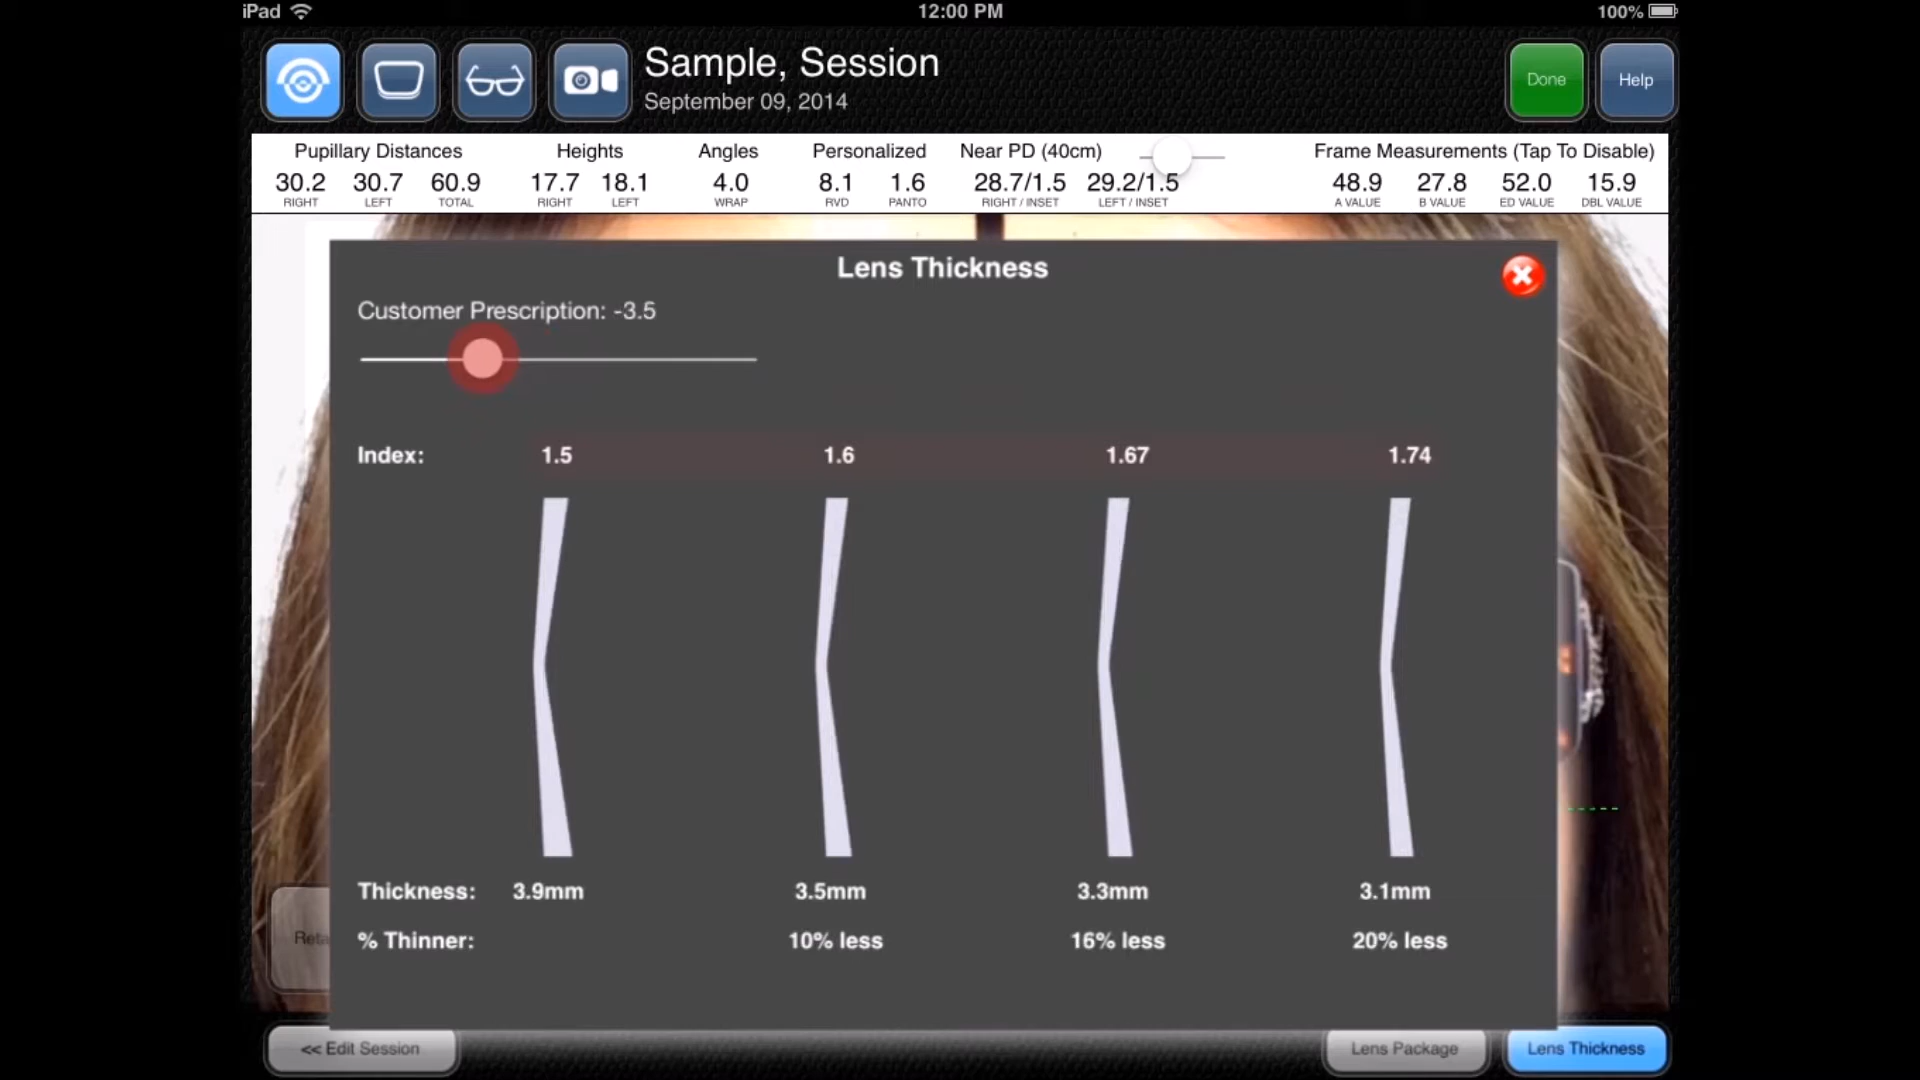 iPad 12:00 PM 100%
Sample, Session
September 09, 2014
Done Help
Pupillary Distances Heights Angles Personalized Near PD (40cm) Frame Measurements (Tap To Disable)
30.2 30.7 60.9 17.7 18.1 4.0 8.1 1.6 28.7/1.5 29.2/1.5 48.9 27.8 52.0 15.9
RIGHT LEFT TOTAL RIGHT LEFT WRAP RVD PANTO RIGHT / INSET LEFT / INSET A VALUE B VALUE ED VALUE DBL VALUE
Lens Thickness
Customer Prescription: -3.5
Index: 1.5 1.6 1.67 1.74
Thickness: 3.9mm 3.5mm 3.3mm 3.1mm
% Thinner: 10% less 16% less 20% less
<< Edit Session Lens Package Lens Thickness